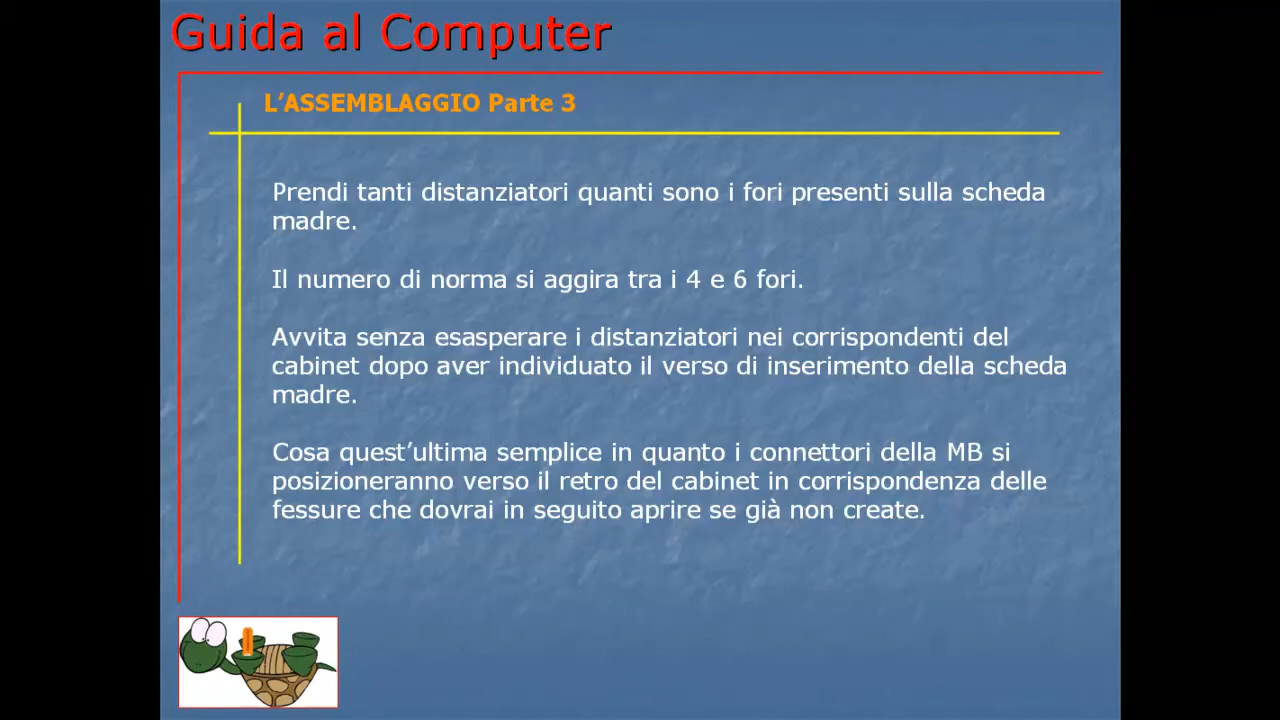 Guida al Computer
L’ASSEMBLAGGIO Parte 3
Prendi tanti distanziatori quanti sono i fori presenti sulla scheda
madre.
Il numero di norma si aggira tra i 4 e 6 fori.
Avvita senza esasperare i distanziatori nei corrispondenti del
cabinet dopo aver individuato il verso di inserimento della scheda
madre.
Cosa quest’ultima semplice in quanto i connettori della MB si
posizioneranno verso il retro del cabinet in corrispondenza delle
fessure che dovrai in seguito aprire se già non create.